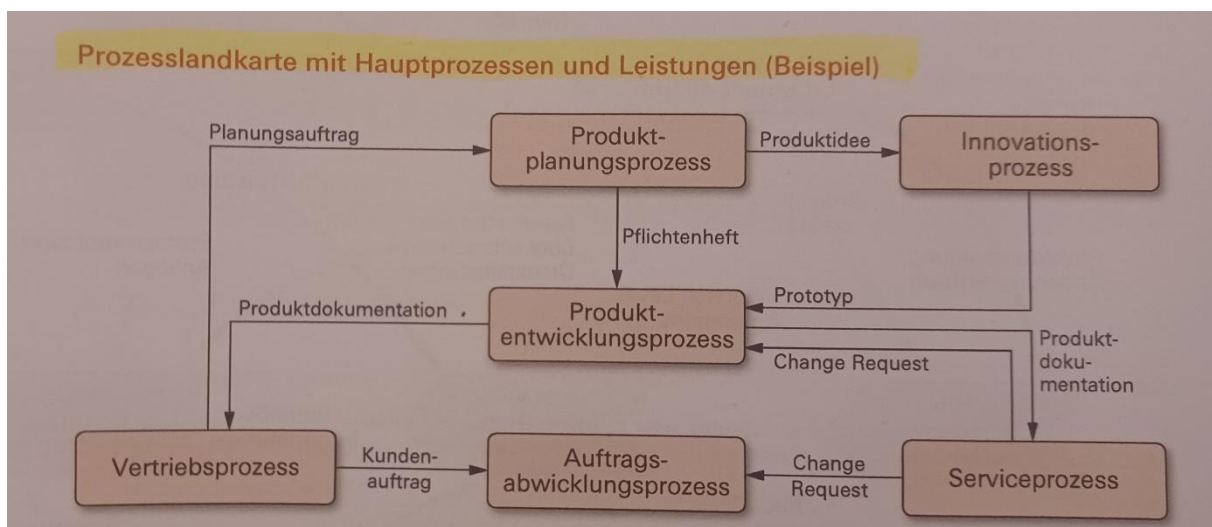 Prozesslandkarte mit Hauptprozessen und Leistungen (Beispiel)
Planungsauftrag
Produkt-
planungsprozess
Produktidee
Innovations-
prozess
Pflichtenheft
Produktdokumentation
Produkt-
entwicklungsprozess
Prototyp
Change Request
Produkt-
doku-
mentation
Vertriebsprozess
Kunden-
auftrag
Auftrags-
abwicklungsprozess
Change
Request
Serviceprozess